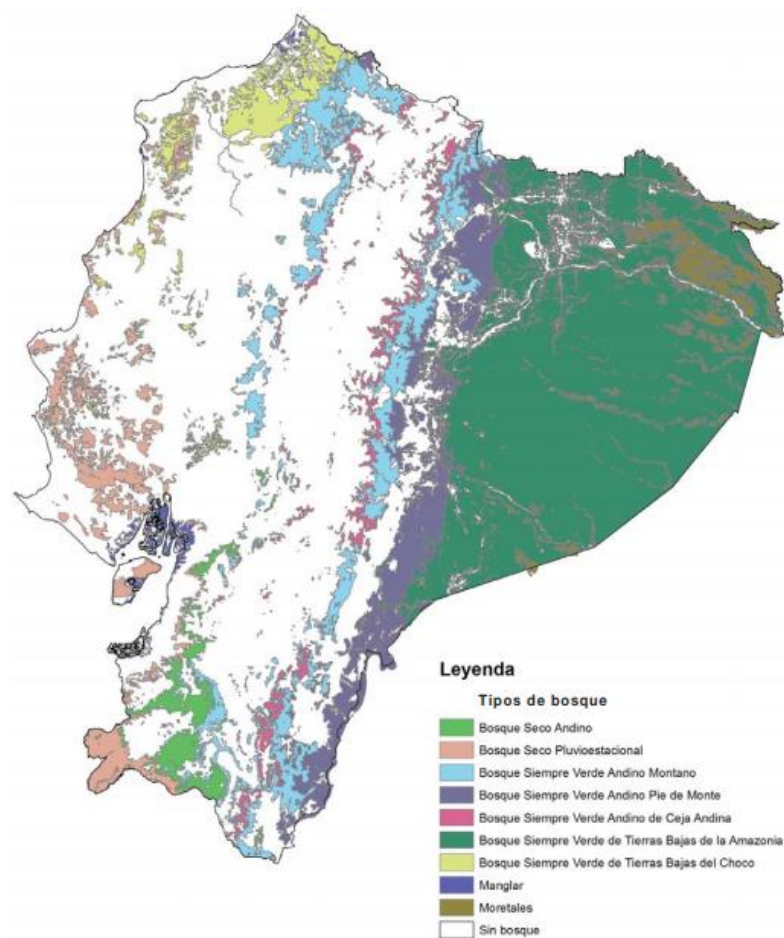 Leyenda
Tipos de bosque
Bosque Seco Andino
Bosque Seco Pluvioestacional
Bosque Siempre Verde Andino Montano
Bosque Siempre Verde Andino Pie de Monte
Bosque Siempre Verde Andino de Ceja Andina
Bosque Siempre Verde de Tierras Bajas de la Amazonia
Bosque Siempre Verde de Tierras Bajas del Choco
Manglar
Moretales
Sin bosque